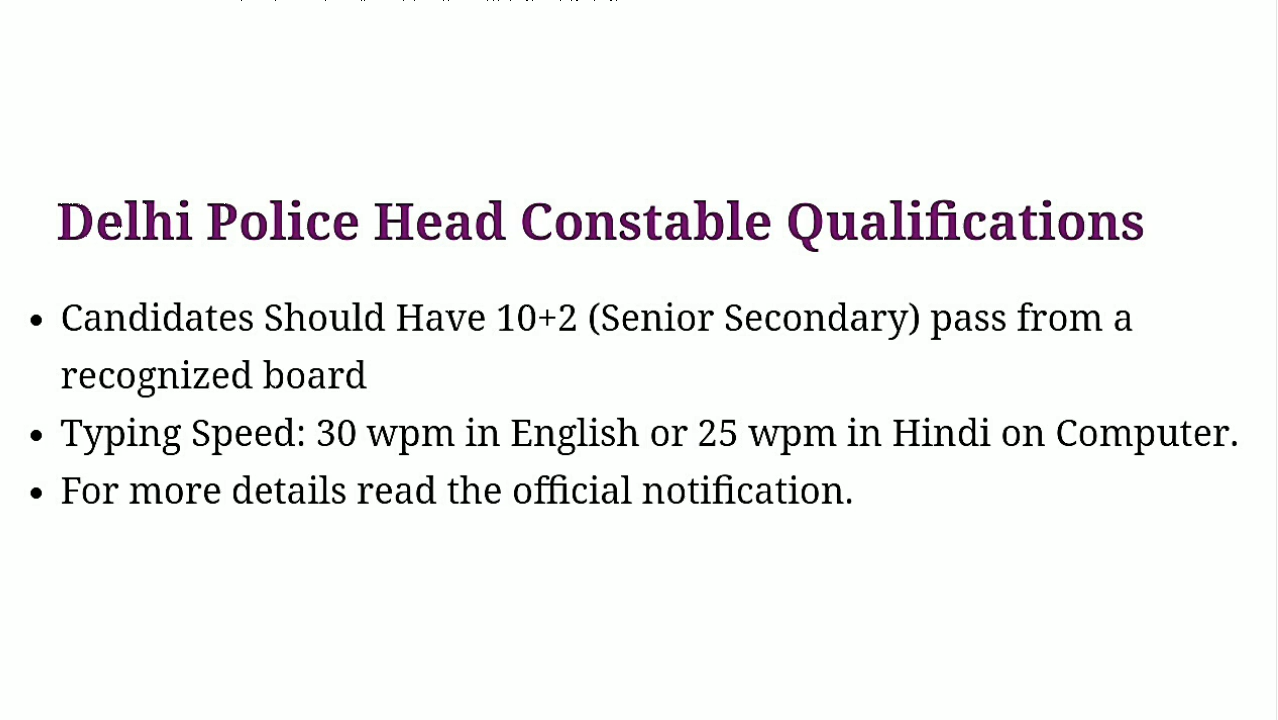 Delhi Police Head Constable Qualifications
• Candidates Should Have 10+2 (Senior Secondary) pass from a
recognized board
• Typing Speed: 30 wpm in English or 25 wpm in Hindi on Computer.
• For more details read the official notification.